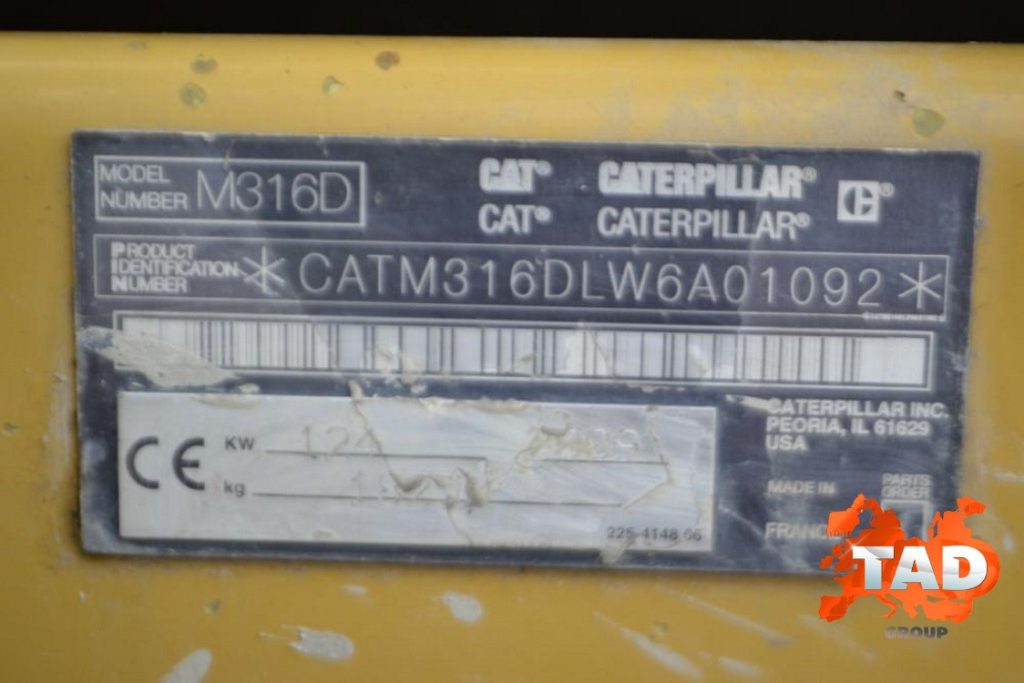 MODEL
NUMBER M316D
CAT® CATERPILLAR®
CAT® CATERPILLAR®
PRODUCT
IDENTIFICATION
NUMBER
*CATM316DLW6A01092*
CE
KW 124
kg
225-4148 06
CATERPILLAR INC.
PEORIA, IL 61629
USA
MADE IN
PARTS
ORDER
TAD
GROUP